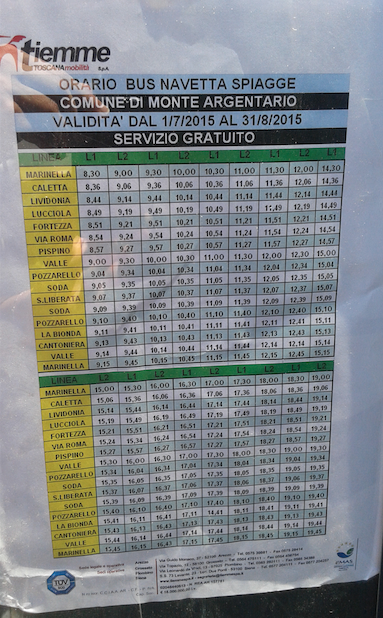 tiemme
TOSCANAmobilità S.p.A.
ORARIO BUS NAVETTA SPIAGGE
COMUNE DI MONTE ARGENTARIO
VALIDITA' DAL 1/7/2015 AL 31/8/2015
SERVIZIO GRATUITO
LINEA L1 L2 L1 L2 L1 L2 L1 L2 L1
MARINELLA 8,30 9,00 9,30 10,00 10,30 11,00 11,30 12,00 14,30
CALETTA 8,36 9,06 9,36 10,06 10,36 11,06 11,36 12,06 14,36
LIVIDONIA 8,44 9,14 9,44 10,14 10,44 11,14 11,44 12,14 14,44
LUCCIOLA 8,49 9,19 9,49 10,19 10,49 11,19 11,49 12,19 14,49
FORTEZZA 8,51 9,21 9,51 10,21 10,51 11,21 11,51 12,21 14,51
VIA ROMA 8,54 9,24 9,54 10,24 10,54 11,24 11,54 12,24 14,54
PISPINO 8,57 9,27 9,57 10,27 10,57 11,27 11,57 12,27 14,57
VALLE 9,00 9,30 10,00 10,30 11,00 11,30 12,00 12,30 15,00
POZZARELLO 9,04 9,34 10,04 10,34 11,04 11,34 12,04 12,34 15,04
SODA 9,05 9,35 10,05 10,35 11,05 11,35 12,05 12,35 15,05
S.LIBERATA 9,07 9,37 10,07 10,37 11,07 11,37 12,07 12,37 15,07
SODA 9,09 9,39 10,09 10,39 11,09 11,39 12,09 12,39 15,09
POZZARELLO 9,10 9,40 10,10 10,40 11,10 11,40 12,10 12,40 15,10
LA BIONDA 9,11 9,41 10,11 10,41 11,11 11,41 12,11 12,41 15,11
CANTONIERA 9,13 9,43 10,13 10,43 11,13 11,43 12,13 12,43 15,13
VALLE 9,14 9,44 10,14 10,44 11,14 11,44 12,14 12,14 15,14
MARINELLA 9,15 9,45 10,15 10,45 11,15 11,45 12,15 12,45 15,15
LINEA L2 L1 L2 L1 L2 L1 L2 L1 L2
MARINELLA 15,00 15,30 16,00 16,30 17,00 17,30 18,00 18,30 19,00
CALETTA 15,06 15,36 16,06 16,36 17,06 17,36 18,06 18,36 19,06
LIVIDONIA 15,14 15,44 16,14 16,44 17,14 17,44 18,14 18,44 19,14
LUCCIOLA 15,19 15,49 16,19 16,49 17,19 17,49 18,19 18,49 19,19
FORTEZZA 15,21 15,51 16,21 16,51 17,21 17,51 18,21 18,51 19,21
VIA ROMA 15,24 15,54 16,24 16,54 17,24 17,54 18,24 18,54 19,24
PISPINO 15,27 15,57 16,27 16,57 17,27 17,57 18,27 18,57 19,27
VALLE 15,30 16,00 16,30 17,00 17,30 18,00 18,30 19,00 19,30
POZZARELLO 15,34 16,04 16,34 17,04 17,34 18,04 18,34 19,04 19,34
SODA 15,35 16,05 16,35 17,05 17,35 18,05 18,35 19,05 19,35
S.LIBERATA 15,37 16,07 16,37 17,07 17,37 18,07 18,37 19,07 19,37
SODA 15,39 16,09 16,39 17,09 17,39 18,09 18,39 19,09 19,39
POZZARELLO 15,40 16,10 16,40 17,10 17,40 18,10 18,40 19,10 19,40
LA BIONDA 15,41 16,11 16,41 17,11 17,41 18,11 18,41 19,11 19,41
CANTONIERA 15,43 16,13 16,43 17,13 17,43 18,13 18,43 19,13 19,43
VALLE 15,44 16,14 16,44 17,14 17,44 18,14 18,44 19,14 19,44
MARINELLA 15,45 16,15 16,45 17,15 17,45 18,15 18,45 19,15 19,45
TÜV
EMAS